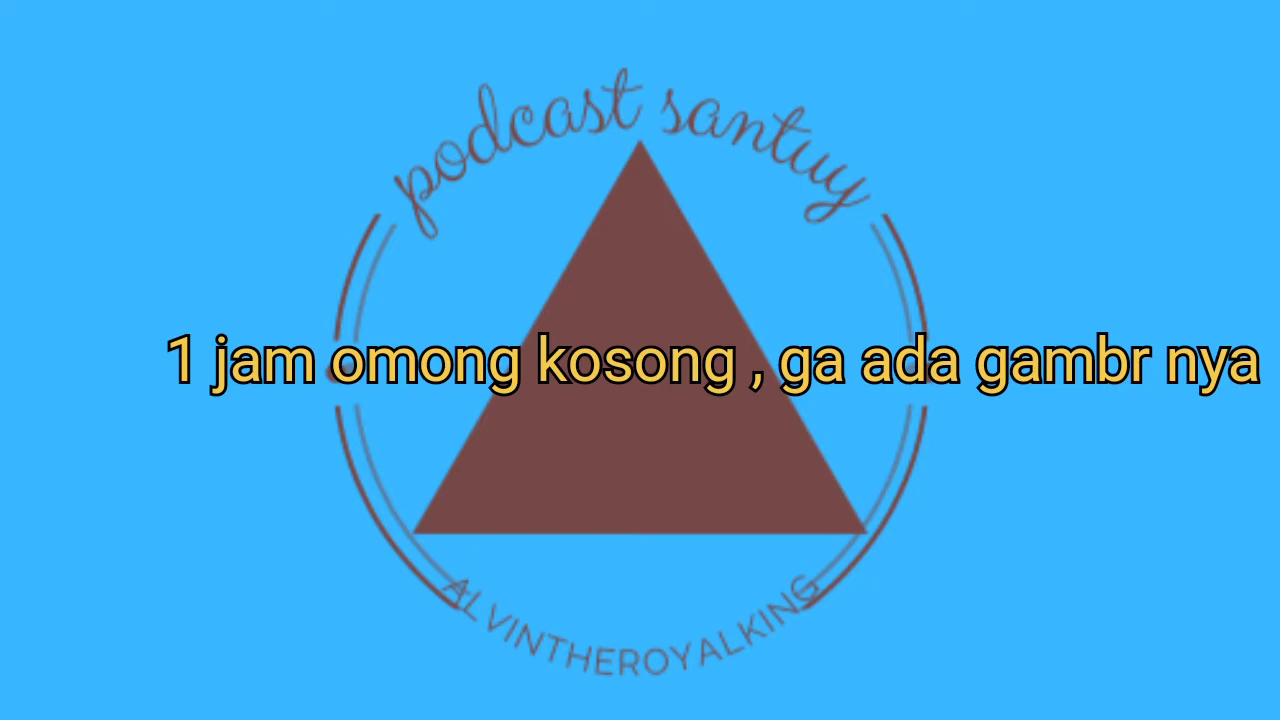 podcast santuy
1 jam omong kosong , ga ada gambr nya
ALVINTHEROYALKING